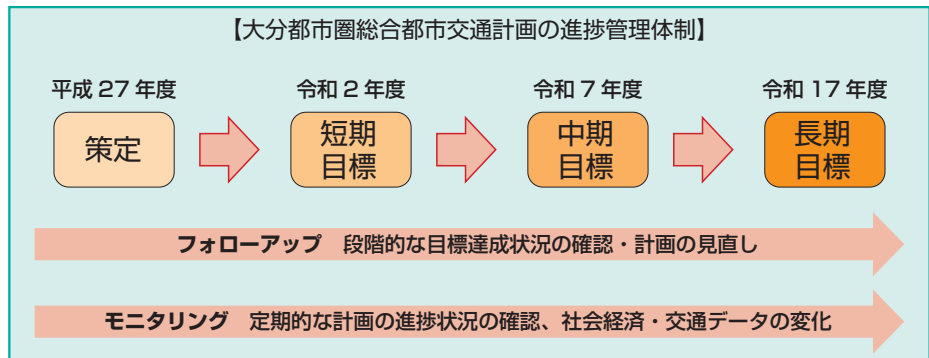 【大分都市圏総合都市交通計画の進捗管理体制】
平成 27 年度
令和 2 年度
令和 7 年度
令和 17 年度
策定
短期
目標
中期
目標
長期
目標
フォローアップ　段階的な目標達成状況の確認・計画の見直し
モニタリング　定期的な計画の進捗状況の確認、社会経済・交通データの変化